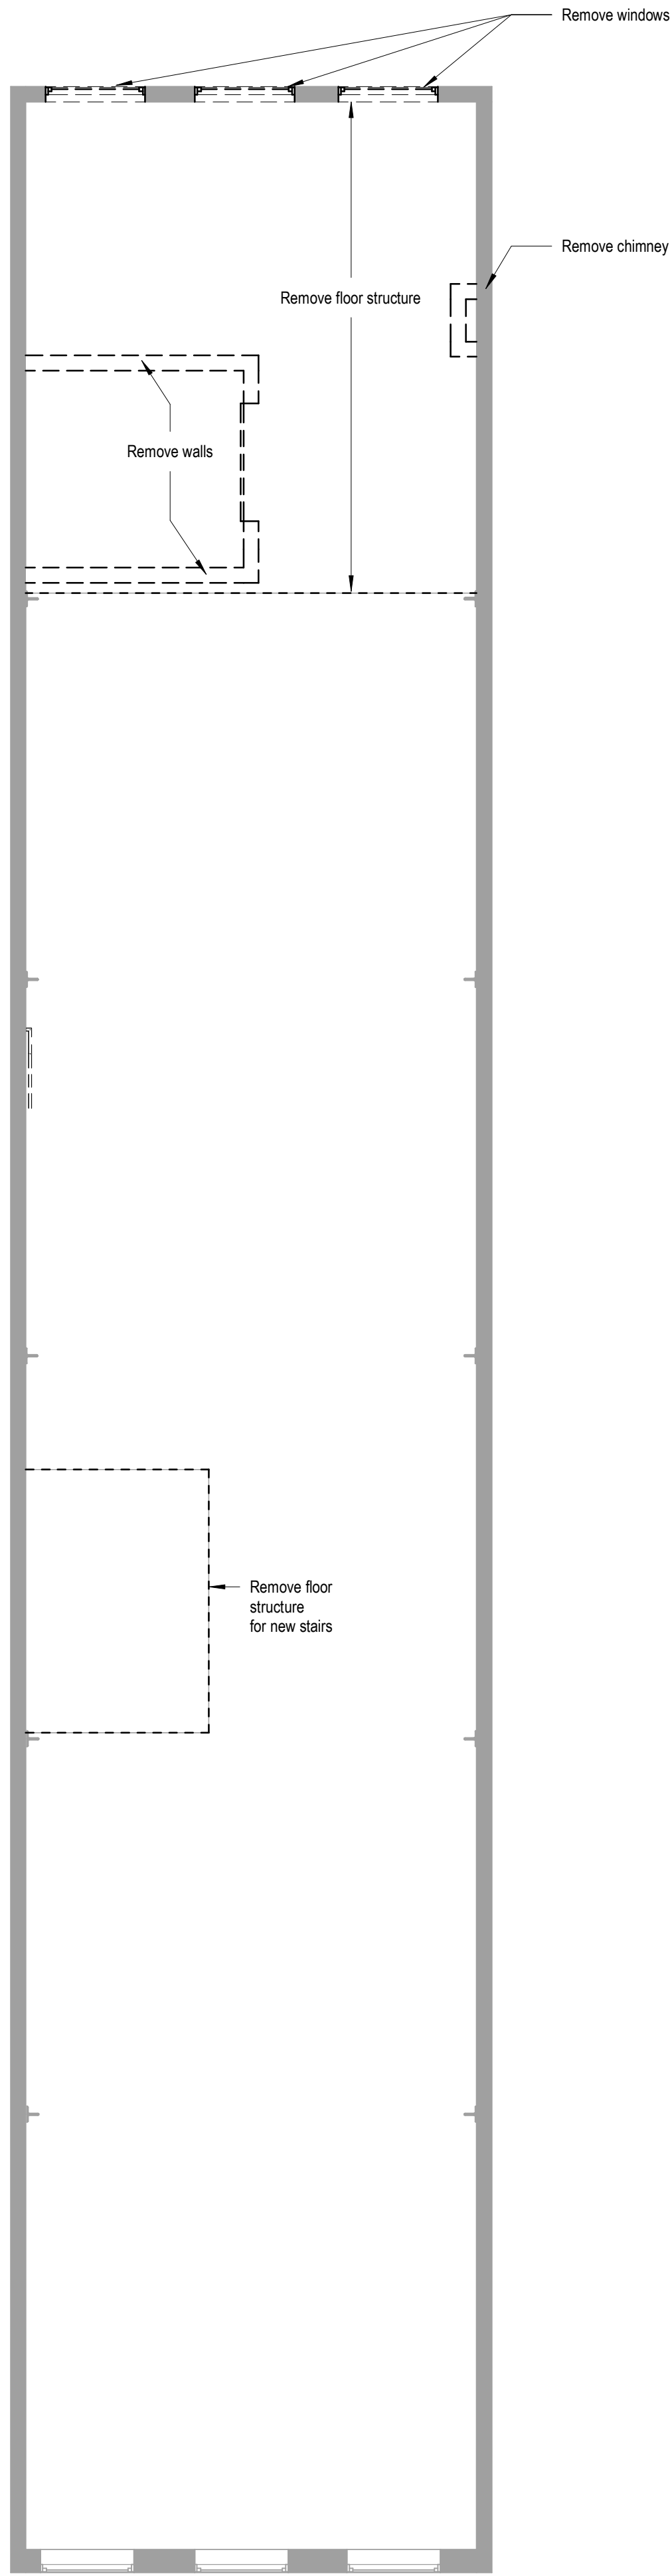 Remove windows
Remove chimney
Remove floor structure
Remove walls
Remove floor
structure
for new stairs